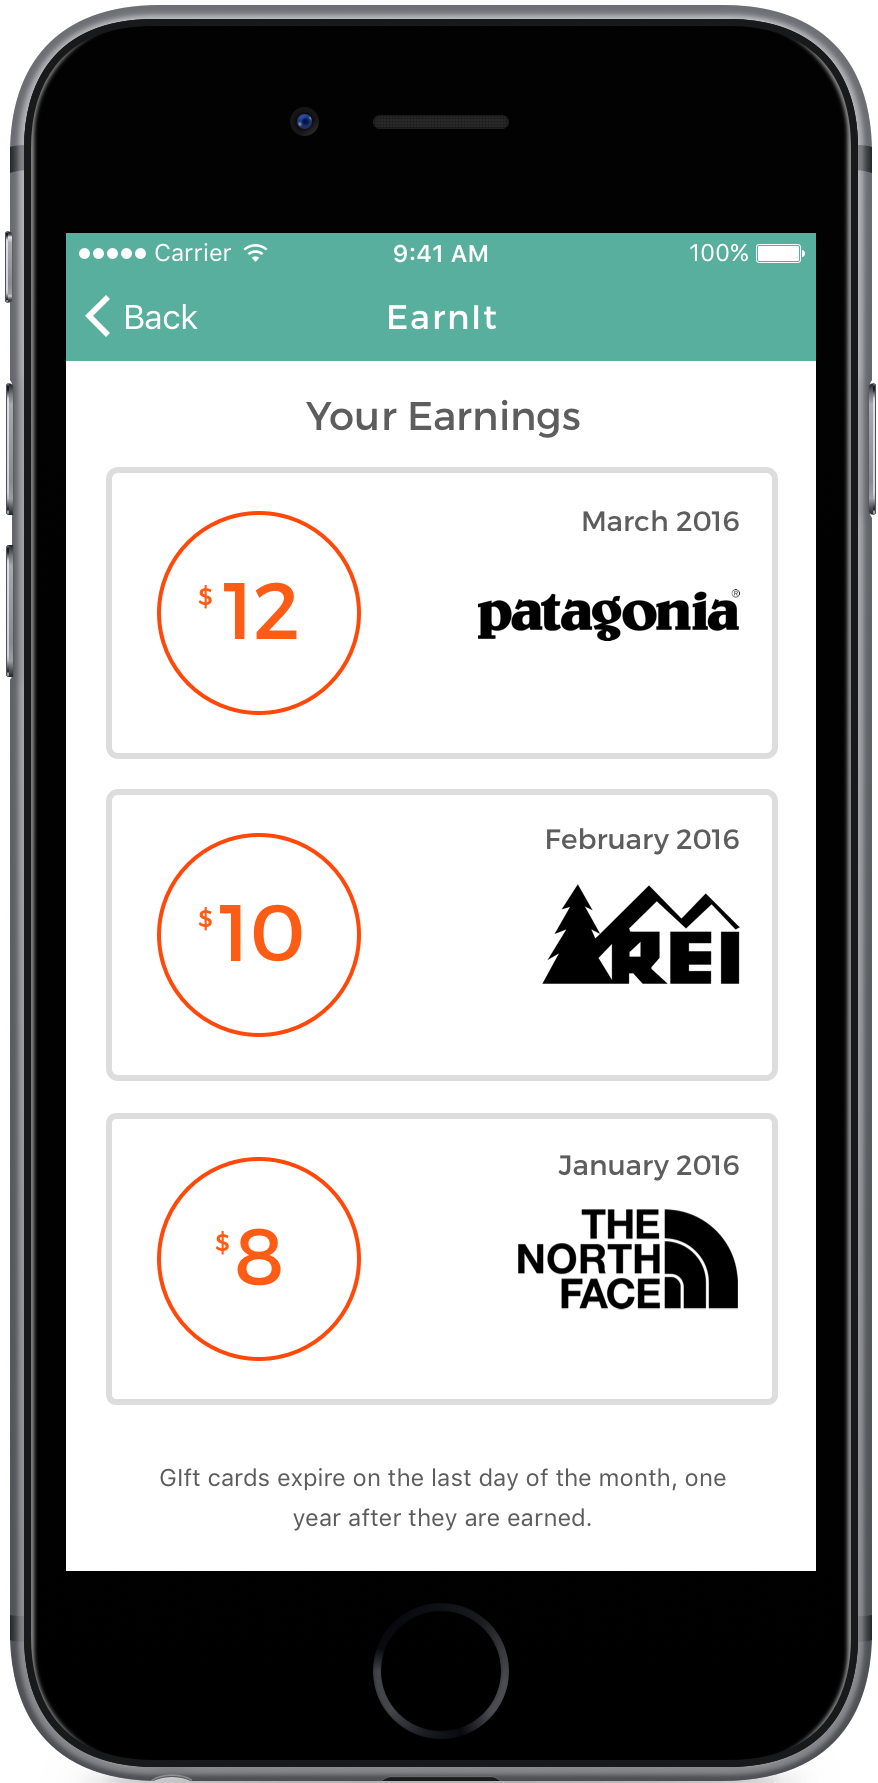 Carrier 9:41 AM 100%
Back EarnIt
Your Earnings
March 2016
$12
patagonia®
February 2016
$10
REI
January 2016
$8
THE
NORTH
FACE
GIft cards expire on the last day of the month, one
year after they are earned.